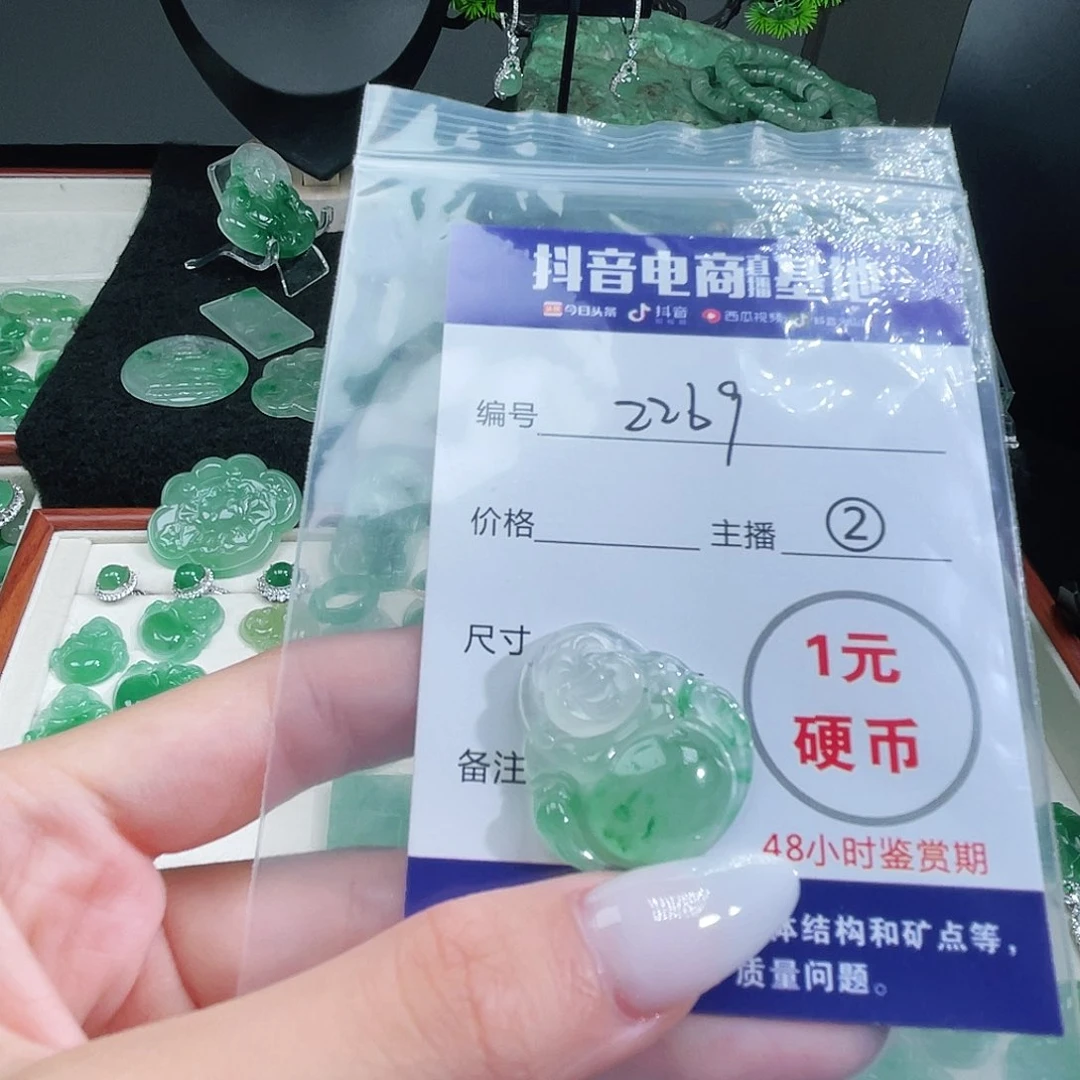 抖音电商直播基地
今日头条 抖音 西瓜视频
编号 2269
价格 主播 ②
尺寸
备注
1元
硬币
48小时鉴赏期
体结构和矿点等，
质量问题。